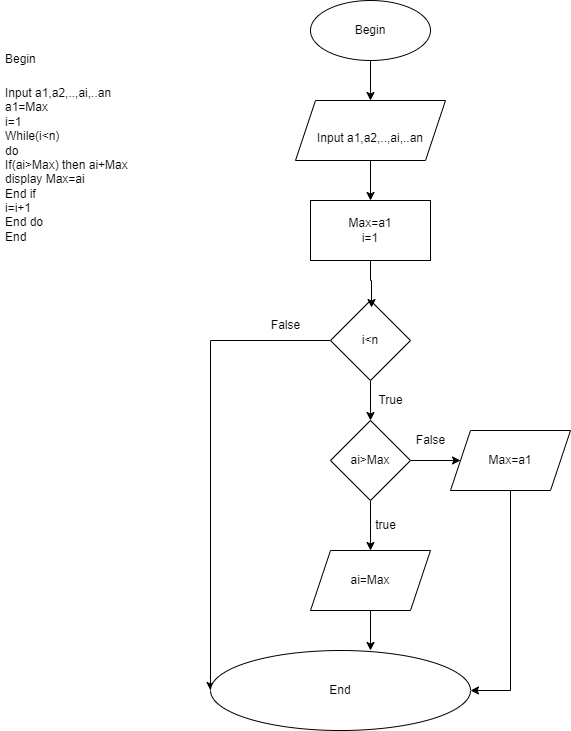 Begin
Input a1,a2,..,ai,..an
a1=Max
i=1
While(i<n)
do
If(ai>Max) then ai+Max
display Max=ai
End if
i=i+1
End do
End
Begin
Input a1,a2,..,ai,..an
Max=a1
i=1
False
i<n
True
ai>Max
False
Max=a1
true
ai=Max
End